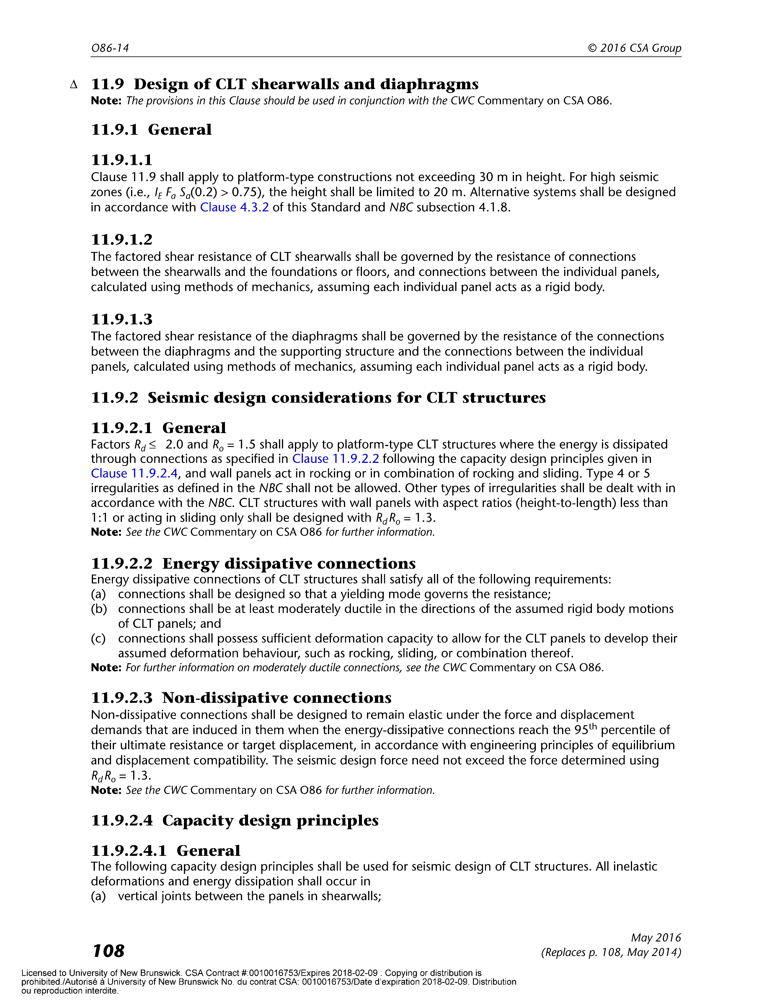 O86-14
© 2016 CSA Group
Δ 11.9 Design of CLT shearwalls and diaphragms
Note: The provisions in this Clause should be used in conjunction with the CWC Commentary on CSA O86.
11.9.1 General
11.9.1.1
Clause 11.9 shall apply to platform-type constructions not exceeding 30 m in height. For high seismic
zones (i.e., I_E F_a S_a(0.2) > 0.75), the height shall be limited to 20 m. Alternative systems shall be designed
in accordance with Clause 4.3.2 of this Standard and NBC subsection 4.1.8.
11.9.1.2
The factored shear resistance of CLT shearwalls shall be governed by the resistance of connections
between the shearwalls and the foundations or floors, and connections between the individual panels,
calculated using methods of mechanics, assuming each individual panel acts as a rigid body.
11.9.1.3
The factored shear resistance of the diaphragms shall be governed by the resistance of the connections
between the diaphragms and the supporting structure and the connections between the individual
panels, calculated using methods of mechanics, assuming each individual panel acts as a rigid body.
11.9.2 Seismic design considerations for CLT structures
11.9.2.1 General
Factors R_d ≤ 2.0 and R_o = 1.5 shall apply to platform-type CLT structures where the energy is dissipated
through connections as specified in Clause 11.9.2.2 following the capacity design principles given in
Clause 11.9.2.4, and wall panels act in rocking or in combination of rocking and sliding. Type 4 or 5
irregularities as defined in the NBC shall not be allowed. Other types of irregularities shall be dealt with in
accordance with the NBC. CLT structures with wall panels with aspect ratios (height-to-length) less than
1:1 or acting in sliding only shall be designed with R_d R_o = 1.3.
Note: See the CWC Commentary on CSA O86 for further information.
11.9.2.2 Energy dissipative connections
Energy dissipative connections of CLT structures shall satisfy all of the following requirements:
(a) connections shall be designed so that a yielding mode governs the resistance;
(b) connections shall be at least moderately ductile in the directions of the assumed rigid body motions
of CLT panels; and
(c) connections shall possess sufficient deformation capacity to allow for the CLT panels to develop their
assumed deformation behaviour, such as rocking, sliding, or combination thereof.
Note: For further information on moderately ductile connections, see the CWC Commentary on CSA O86.
11.9.2.3 Non-dissipative connections
Non-dissipative connections shall be designed to remain elastic under the force and displacement
demands that are induced in them when the energy-dissipative connections reach the 95th percentile of
their ultimate resistance or target displacement, in accordance with engineering principles of equilibrium
and displacement compatibility. The seismic design force need not exceed the force determined using
R_d R_o = 1.3.
Note: See the CWC Commentary on CSA O86 for further information.
11.9.2.4 Capacity design principles
11.9.2.4.1 General
The following capacity design principles shall be used for seismic design of CLT structures. All inelastic
deformations and energy dissipation shall occur in
(a) vertical joints between the panels in shearwalls;
May 2016
108
(Replaces p. 108, May 2014)
Licensed to University of New Brunswick. CSA Contract #:0010016753/Expires 2018-02-09 . Copying or distribution is
prohibited./Autorisé à University of New Brunswick No. du contrat CSA: 0010016753/Date d'expiration 2018-02-09. Distribution
ou reproduction interdite.